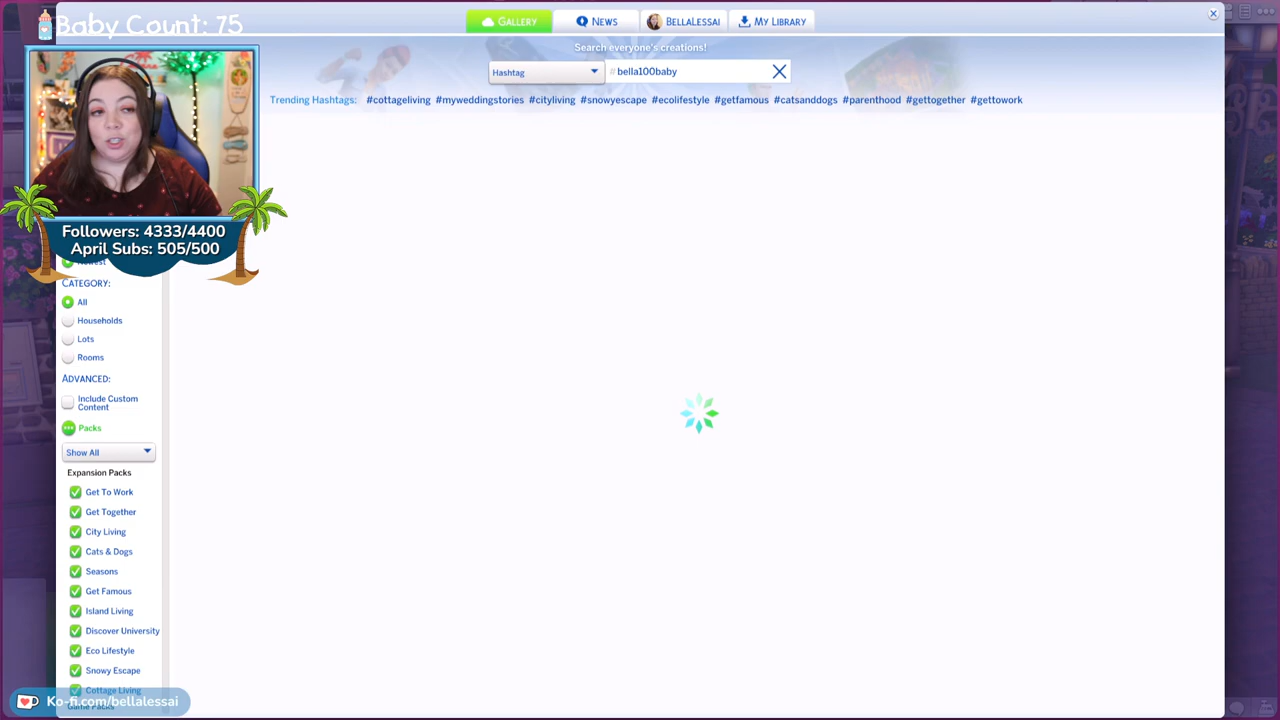 Baby Count: 75
Gallery
News
BellaLessai
My Library
Search everyone's creations!
Hashtag
# bella100baby
Trending Hashtags: #cottageliving #myweddingstories #cityliving #snowyescape #ecolifestyle #getfamous #catsanddogs #parenthood #gettogether #gettowork
Followers: 4333/4400
April Subs: 505/500
Newest
Category:
All
Households
Lots
Rooms
Advanced:
Include Custom
Content
Packs
Show All
Expansion Packs
Get To Work
Get Together
City Living
Cats & Dogs
Seasons
Get Famous
Island Living
Discover University
Eco Lifestyle
Snowy Escape
Cottage Living
Ko-fi.com/bellalessai
Game Packs